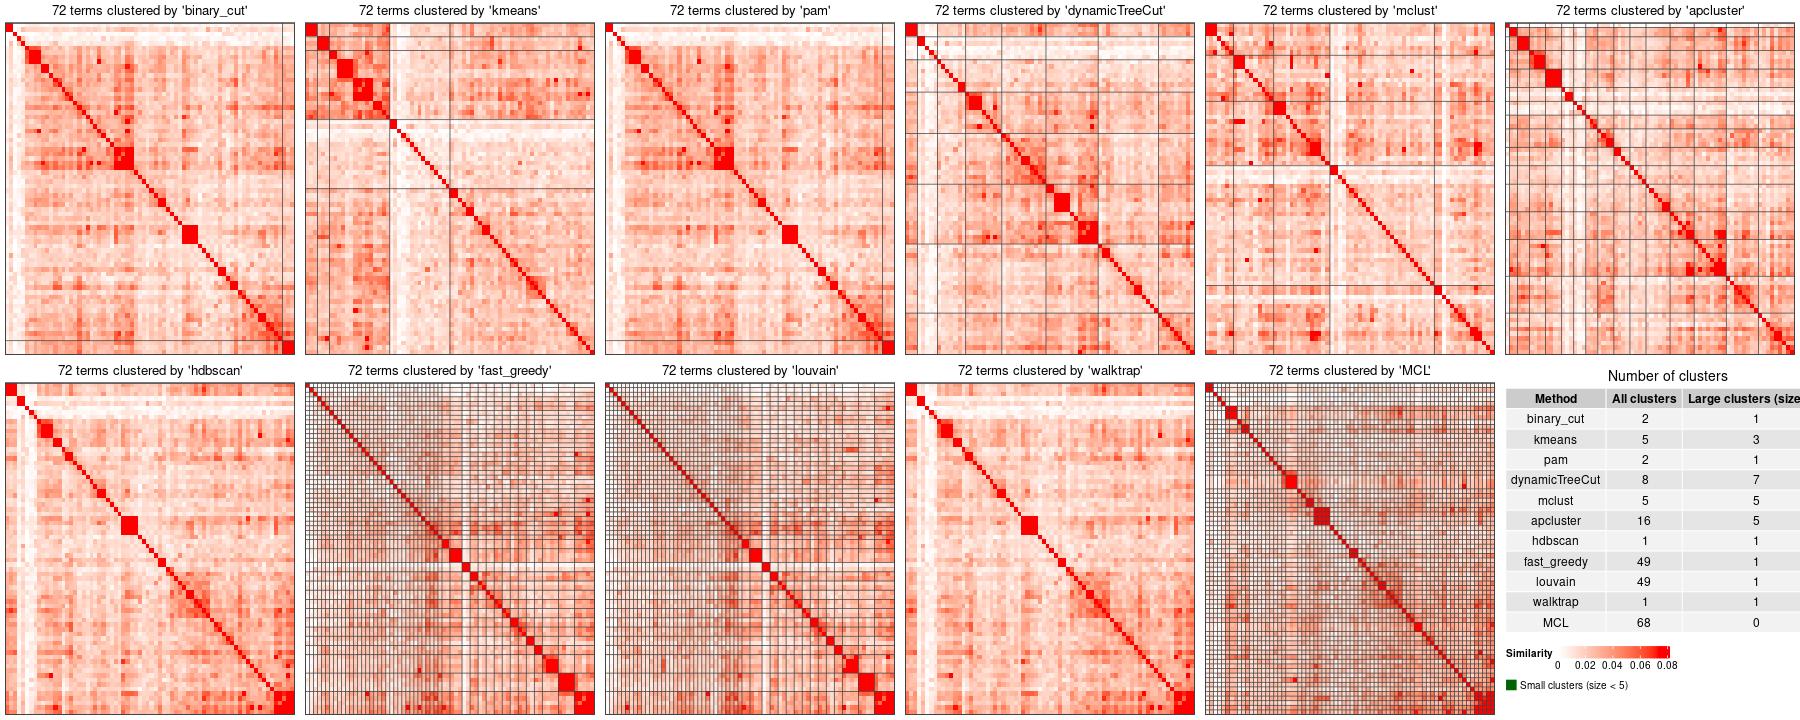 72 terms clustered by 'binary_cut'
72 terms clustered by 'kmeans'
72 terms clustered by 'pam'
72 terms clustered by 'dynamicTreeCut'
72 terms clustered by 'mclust'
72 terms clustered by 'apcluster'
72 terms clustered by 'hdbscan'
72 terms clustered by 'fast_greedy'
72 terms clustered by 'louvain'
72 terms clustered by 'walktrap'
72 terms clustered by 'MCL'
Number of clusters
Method All clusters Large clusters (size
binary_cut 2 1
kmeans 5 3
pam 2 1
dynamicTreeCut 8 7
mclust 5 5
apcluster 16 5
hdbscan 1 1
fast_greedy 49 1
louvain 49 1
walktrap 1 1
MCL 68 0
Similarity
0 0.02 0.04 0.06 0.08
Small clusters (size < 5)